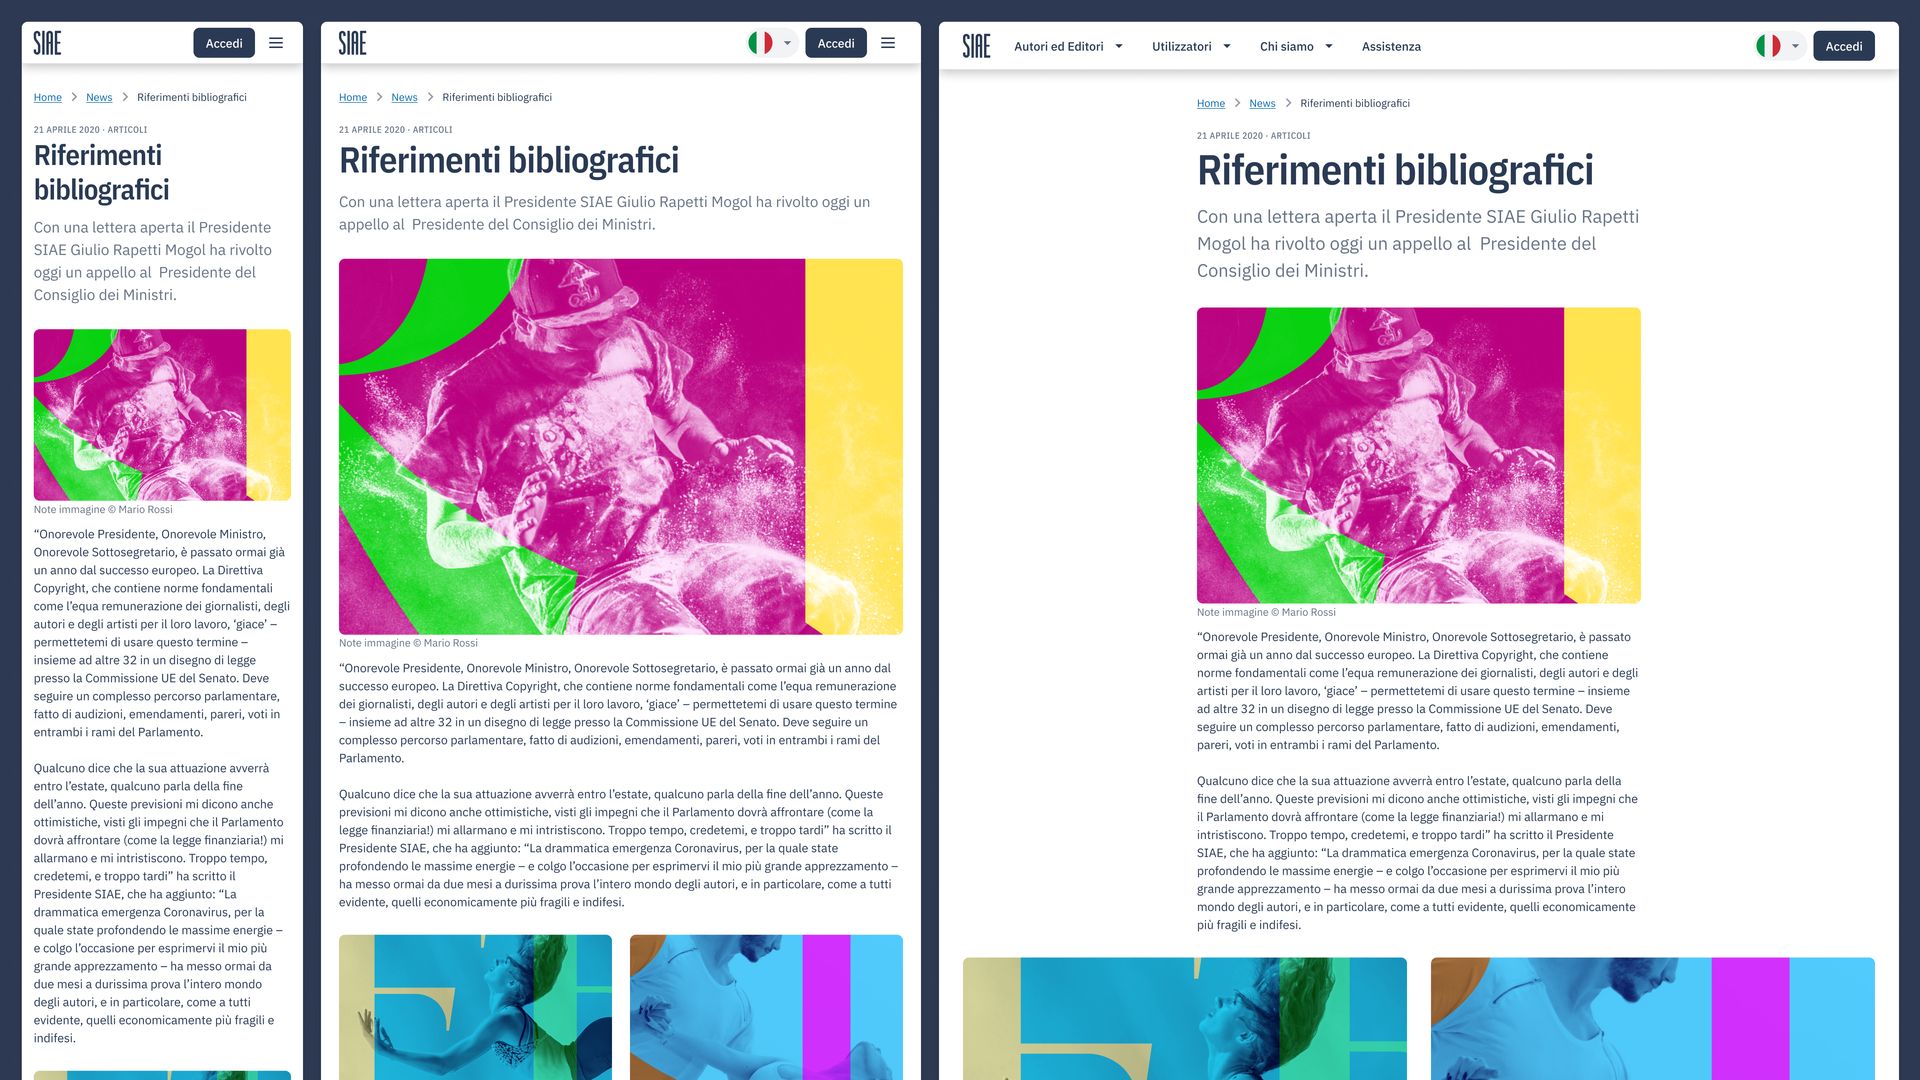 SIAE
Accedi
Home
News
Riferimenti bibliografici
21 APRILE 2020 · ARTICOLI
Riferimenti
bibliografici
Con una lettera aperta il Presidente
SIAE Giulio Rapetti Mogol ha rivolto
oggi un appello al  Presidente del
Consiglio dei Ministri.
Note immagine © Mario Rossi
“Onorevole Presidente, Onorevole Ministro,
Onorevole Sottosegretario, è passato ormai già
un anno dal successo europeo. La Direttiva
Copyright, che contiene norme fondamentali
come l’equa remunerazione dei giornalisti, degli
autori e degli artisti per il loro lavoro, ‘giace’ –
permettetemi di usare questo termine –
insieme ad altre 32 in un disegno di legge
presso la Commissione UE del Senato. Deve
seguire un complesso percorso parlamentare,
fatto di audizioni, emendamenti, pareri, voti in
entrambi i rami del Parlamento.
Qualcuno dice che la sua attuazione avverrà
entro l’estate, qualcuno parla della fine
dell’anno. Queste previsioni mi dicono anche
ottimistiche, visti gli impegni che il Parlamento
dovrà affrontare (come la legge finanziaria!) mi
allarmano e mi intristiscono. Troppo tempo,
credetemi, e troppo tardi” ha scritto il
Presidente SIAE, che ha aggiunto: “La
drammatica emergenza Coronavirus, per la
quale state profondendo le massime energie –
e colgo l’occasione per esprimervi il mio più
grande apprezzamento – ha messo ormai da
due mesi a durissima prova l’intero mondo
degli autori, e in particolare, come a tutti
evidente, quelli economicamente più fragili e
indifesi.
SIAE
Accedi
Home
News
Riferimenti bibliografici
21 APRILE 2020 · ARTICOLI
Riferimenti bibliografici
Con una lettera aperta il Presidente SIAE Giulio Rapetti Mogol ha rivolto oggi un
appello al  Presidente del Consiglio dei Ministri.
Note immagine © Mario Rossi
“Onorevole Presidente, Onorevole Ministro, Onorevole Sottosegretario, è passato ormai già un anno dal
successo europeo. La Direttiva Copyright, che contiene norme fondamentali come l’equa remunerazione
dei giornalisti, degli autori e degli artisti per il loro lavoro, ‘giace’ – permettetemi di usare questo termine
– insieme ad altre 32 in un disegno di legge presso la Commissione UE del Senato. Deve seguire un
complesso percorso parlamentare, fatto di audizioni, emendamenti, pareri, voti in entrambi i rami del
Parlamento.
Qualcuno dice che la sua attuazione avverrà entro l’estate, qualcuno parla della fine dell’anno. Queste
previsioni mi dicono anche ottimistiche, visti gli impegni che il Parlamento dovrà affrontare (come la
legge finanziaria!) mi allarmano e mi intristiscono. Troppo tempo, credetemi, e troppo tardi” ha scritto il
Presidente SIAE, che ha aggiunto: “La drammatica emergenza Coronavirus, per la quale state
profondendo le massime energie – e colgo l’occasione per esprimervi il mio più grande apprezzamento –
ha messo ormai da due mesi a durissima prova l’intero mondo degli autori, e in particolare, come a tutti
evidente, quelli economicamente più fragili e indifesi.
SIAE
Autori ed Editori
Utilizzatori
Chi siamo
Assistenza
Accedi
Home
News
Riferimenti bibliografici
21 APRILE 2020 · ARTICOLI
Riferimenti bibliografici
Con una lettera aperta il Presidente SIAE Giulio Rapetti
Mogol ha rivolto oggi un appello al  Presidente del
Consiglio dei Ministri.
Note immagine © Mario Rossi
“Onorevole Presidente, Onorevole Ministro, Onorevole Sottosegretario, è passato
ormai già un anno dal successo europeo. La Direttiva Copyright, che contiene
norme fondamentali come l’equa remunerazione dei giornalisti, degli autori e degli
artisti per il loro lavoro, ‘giace’ – permettetemi di usare questo termine – insieme
ad altre 32 in un disegno di legge presso la Commissione UE del Senato. Deve
seguire un complesso percorso parlamentare, fatto di audizioni, emendamenti,
pareri, voti in entrambi i rami del Parlamento.
Qualcuno dice che la sua attuazione avverrà entro l’estate, qualcuno parla della
fine dell’anno. Queste previsioni mi dicono anche ottimistiche, visti gli impegni che
il Parlamento dovrà affrontare (come la legge finanziaria!) mi allarmano e mi
intristiscono. Troppo tempo, credetemi, e troppo tardi” ha scritto il Presidente
SIAE, che ha aggiunto: “La drammatica emergenza Coronavirus, per la quale state
profondendo le massime energie – e colgo l’occasione per esprimervi il mio più
grande apprezzamento – ha messo ormai da due mesi a durissima prova l’intero
mondo degli autori, e in particolare, come a tutti evidente, quelli economicamente
più fragili e indifesi.